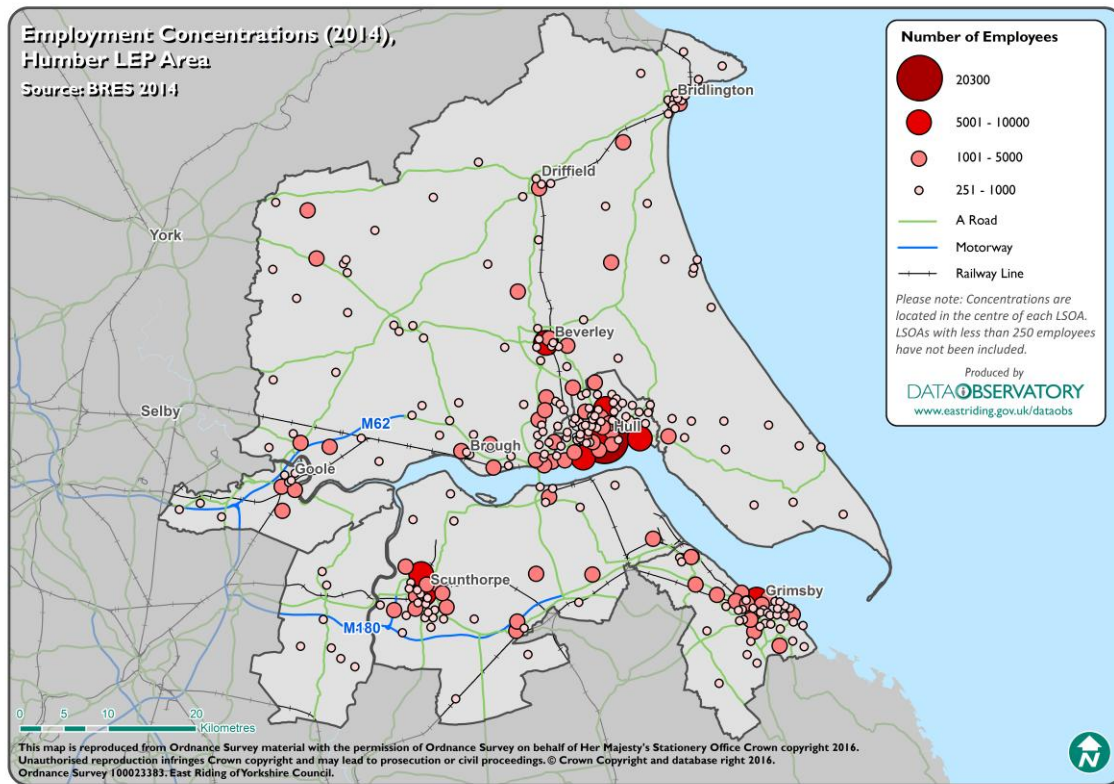 Employment Concentrations (2014),
Humber LEP Area
Source: BRES 2014
Number of Employees
20300
5001 - 10000
1001 - 5000
251 - 1000
A Road
Motorway
Railway Line
Please note: Concentrations are
located in the centre of each LSOA.
LSOAs with less than 250 employees
have not been included.
Produced by
DATA OBSERVATORY
www.eastriding.gov.uk/dataobs
Bridlington
Driffield
York
Beverley
Selby
M62
Hull
Brough
Goole
Scunthorpe
Grimsby
M180
0 5 10 20
Kilometres
This map is reproduced from Ordnance Survey material with the permission of Ordnance Survey on behalf of Her Majesty's Stationery Office Crown copyright 2016.
Unauthorised reproduction infringes Crown copyright and may lead to prosecution or civil proceedings. © Crown Copyright and database right 2016.
Ordnance Survey 100023383. East Riding of Yorkshire Council.
N